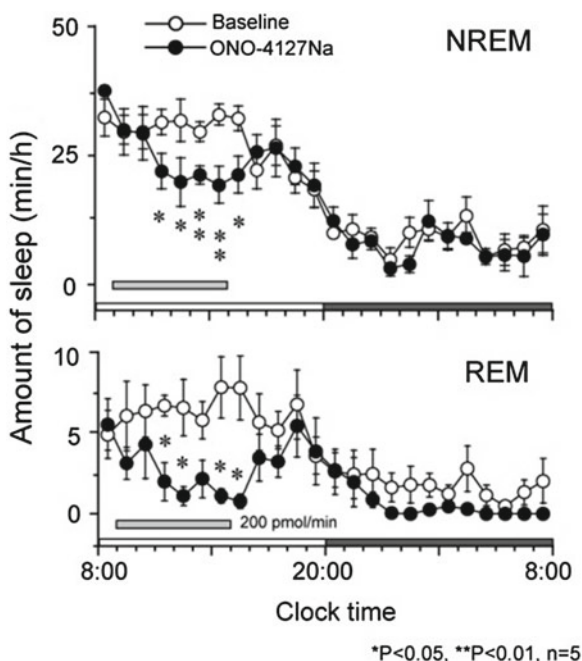 Baseline
ONO-4127Na
NREM
50
25
0
Amount of sleep (min/h)
REM
10
5
0
* * ** ** *
* * * *
200 pmol/min
8:00 20:00 8:00
Clock time
*P<0.05, **P<0.01, n=5